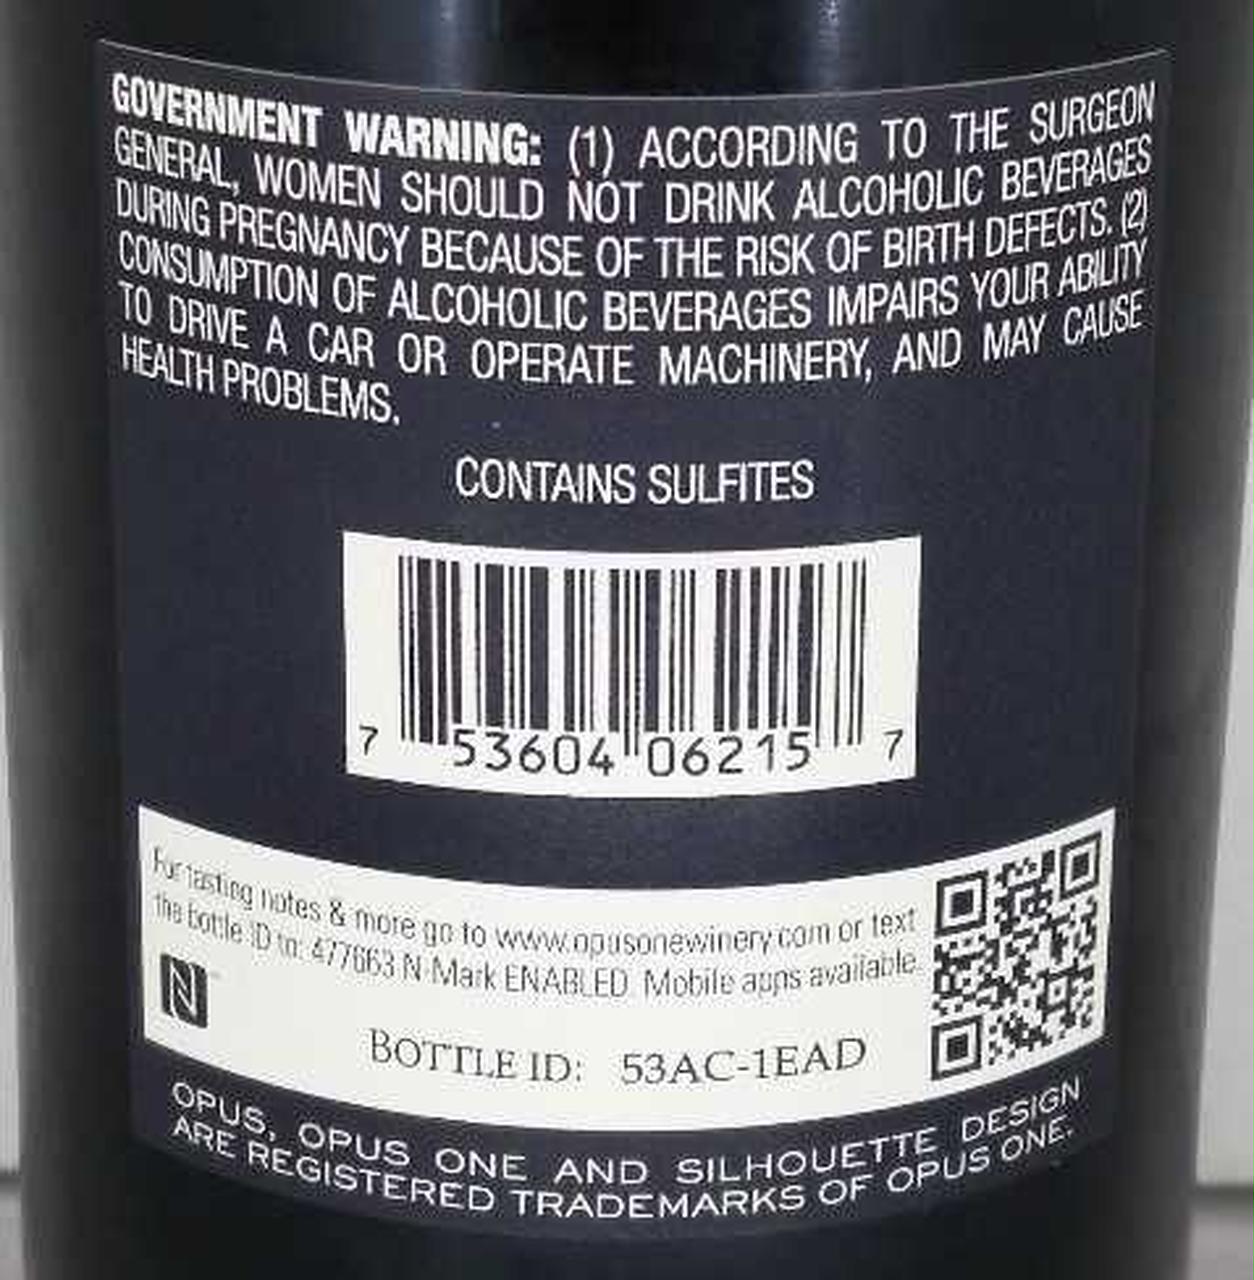 GOVERNMENT WARNING: (1) ACCORDING TO THE SURGEON
GENERAL, WOMEN SHOULD NOT DRINK ALCOHOLIC BEVERAGES
DURING PREGNANCY BECAUSE OF THE RISK OF BIRTH DEFECTS. (2)
CONSUMPTION OF ALCOHOLIC BEVERAGES IMPAIRS YOUR ABILITY
TO DRIVE A CAR OR OPERATE MACHINERY, AND MAY CAUSE
HEALTH PROBLEMS.
CONTAINS SULFITES
7 53604 06215 7
For tasting notes & more go to www.opusonewinery.com or text
the bottle ID to: 477663 N-Mark ENABLED. Mobile apps available.
BOTTLE ID: 53AC-1EAD
OPUS, OPUS ONE AND SILHOUETTE DESIGN
ARE REGISTERED TRADEMARKS OF OPUS ONE.